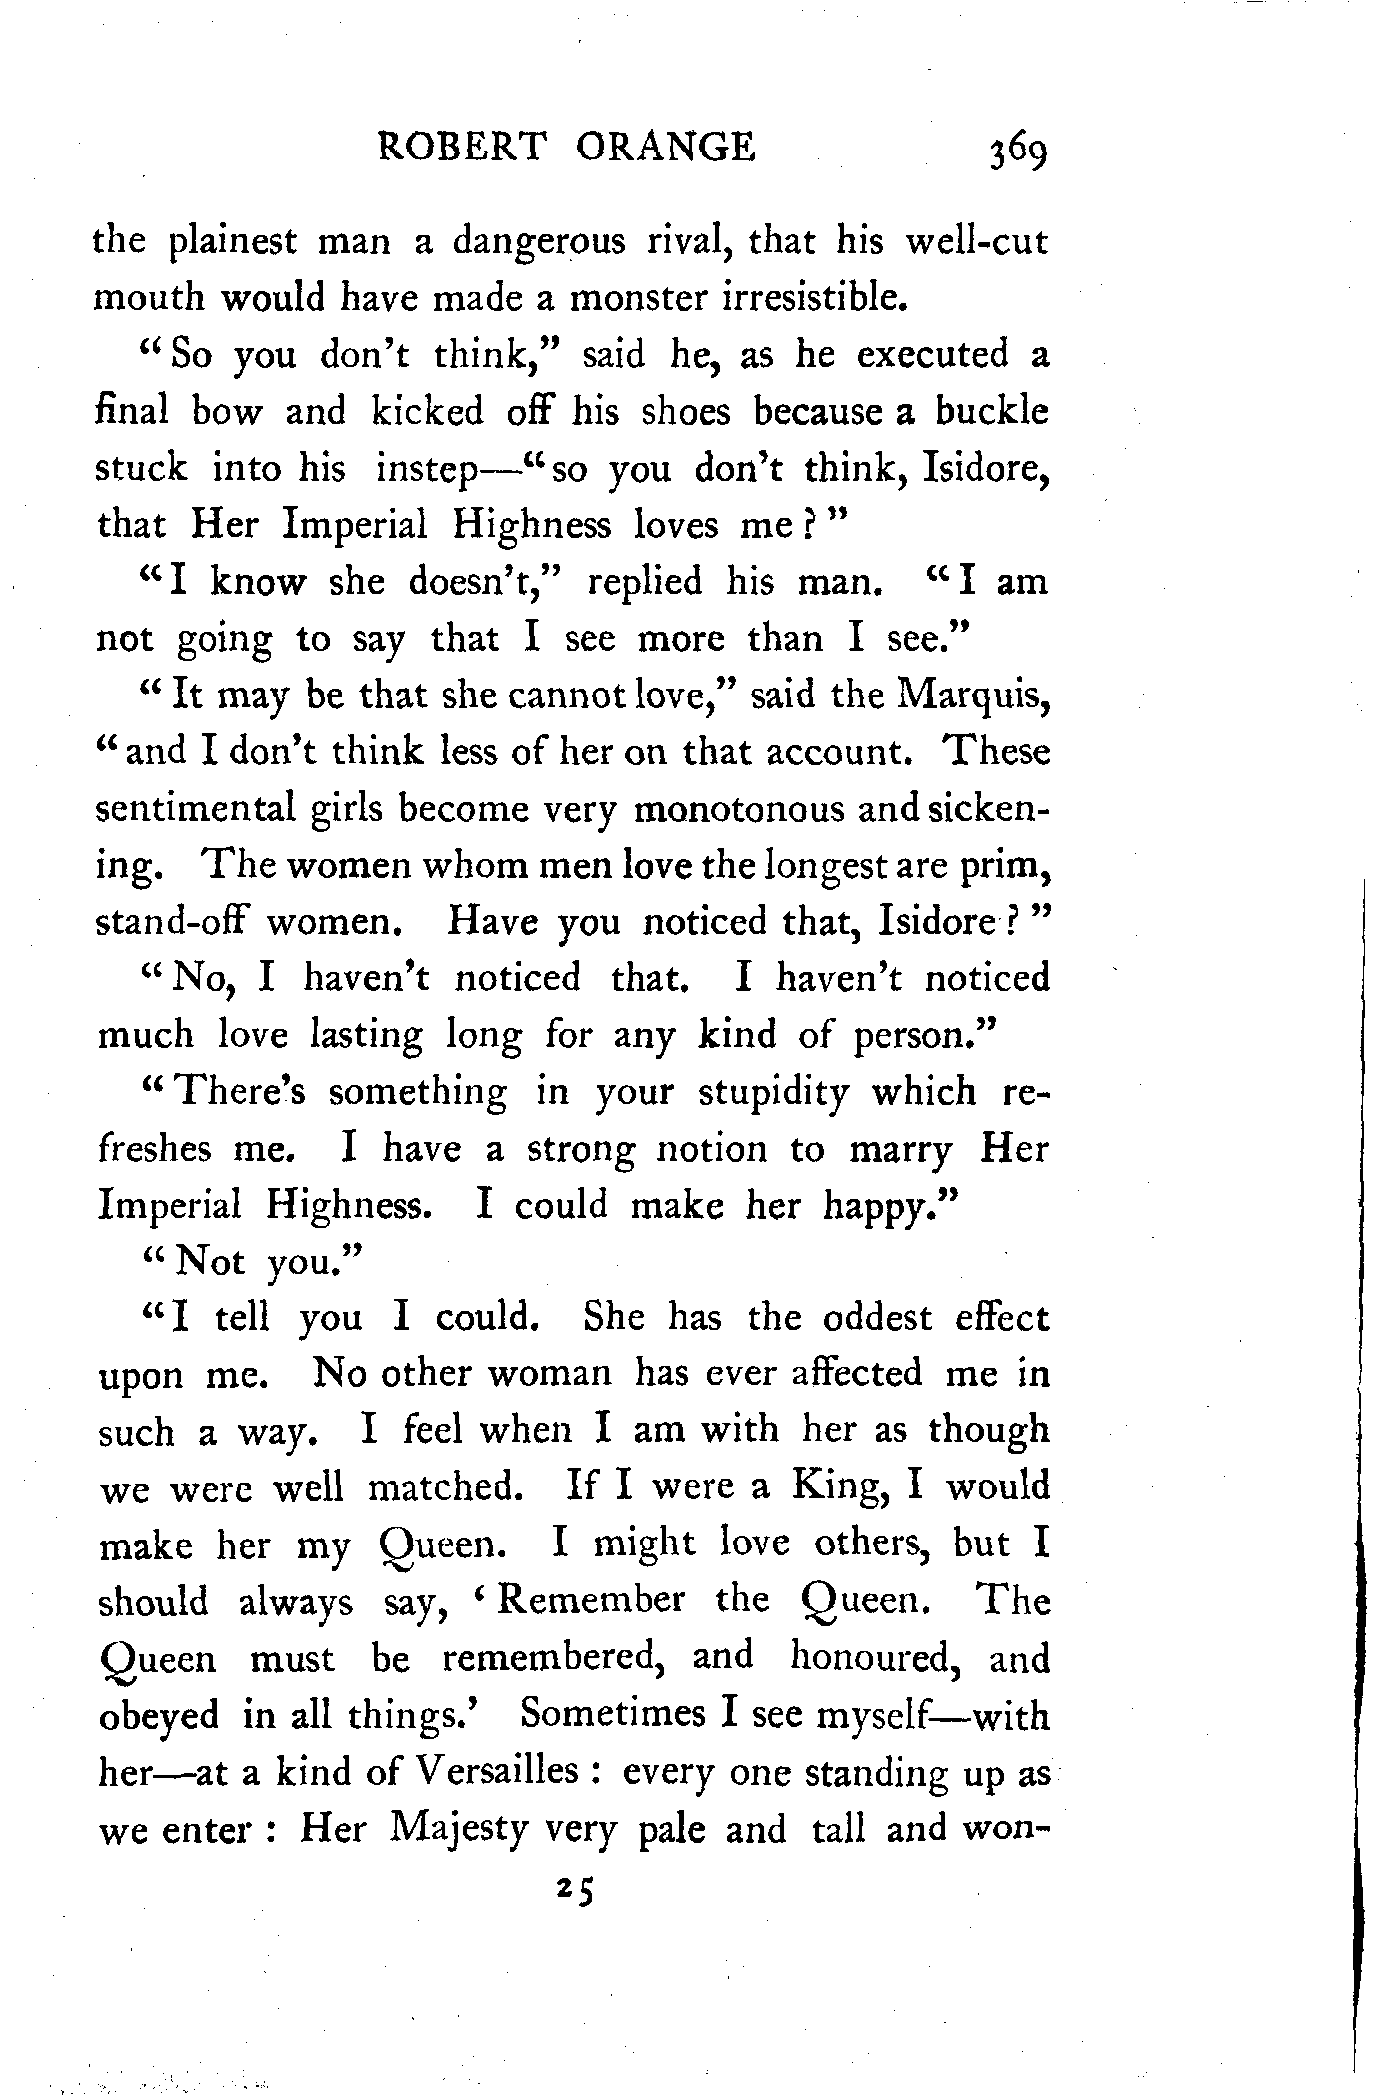 ROBERT ORANGE 369
the plainest man a dangerous rival, that his well-cut
mouth would have made a monster irresistible.
“So you don’t think,” said he, as he executed a
final bow and kicked off his shoes because a buckle
stuck into his instep—“so you don’t think, Isidore,
that Her Imperial Highness loves me?”
“I know she doesn’t,” replied his man. “I am
not going to say that I see more than I see.”
“It may be that she cannot love,” said the Marquis,
“and I don’t think less of her on that account. These
sentimental girls become very monotonous and sicken-
ing. The women whom men love the longest are prim,
stand-off women. Have you noticed that, Isidore?”
“No, I haven’t noticed that. I haven’t noticed
much love lasting long for any kind of person.”
“There’s something in your stupidity which re-
freshes me. I have a strong notion to marry Her
Imperial Highness. I could make her happy.”
“Not you.”
“I tell you I could. She has the oddest effect
upon me. No other woman has ever affected me in
such a way. I feel when I am with her as though
we were well matched. If I were a King, I would
make her my Queen. I might love others, but I
should always say, ‘Remember the Queen. The
Queen must be remembered, and honoured, and
obeyed in all things.’ Sometimes I see myself—with
her—at a kind of Versailles: every one standing up as
we enter: Her Majesty very pale and tall and won-
25